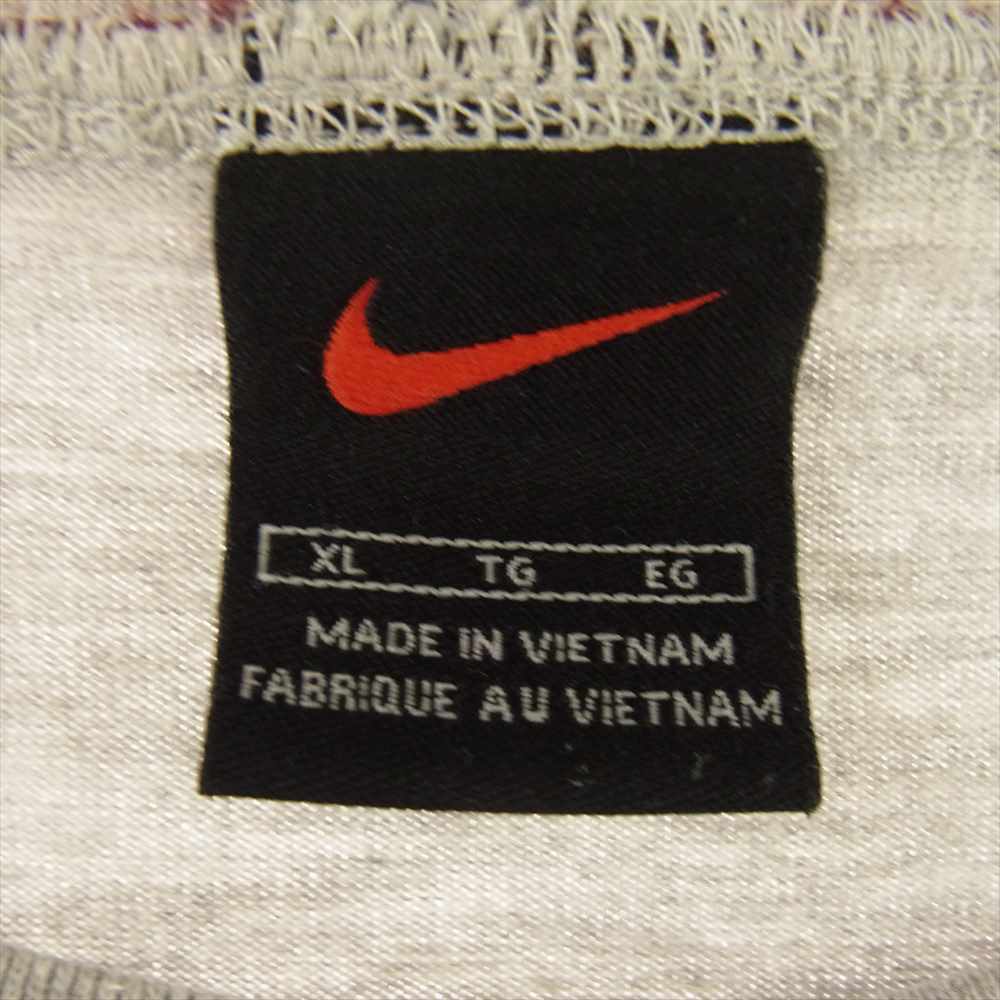 XL TG EG
MADE IN VIETNAM
FABRIQUE AU VIETNAM